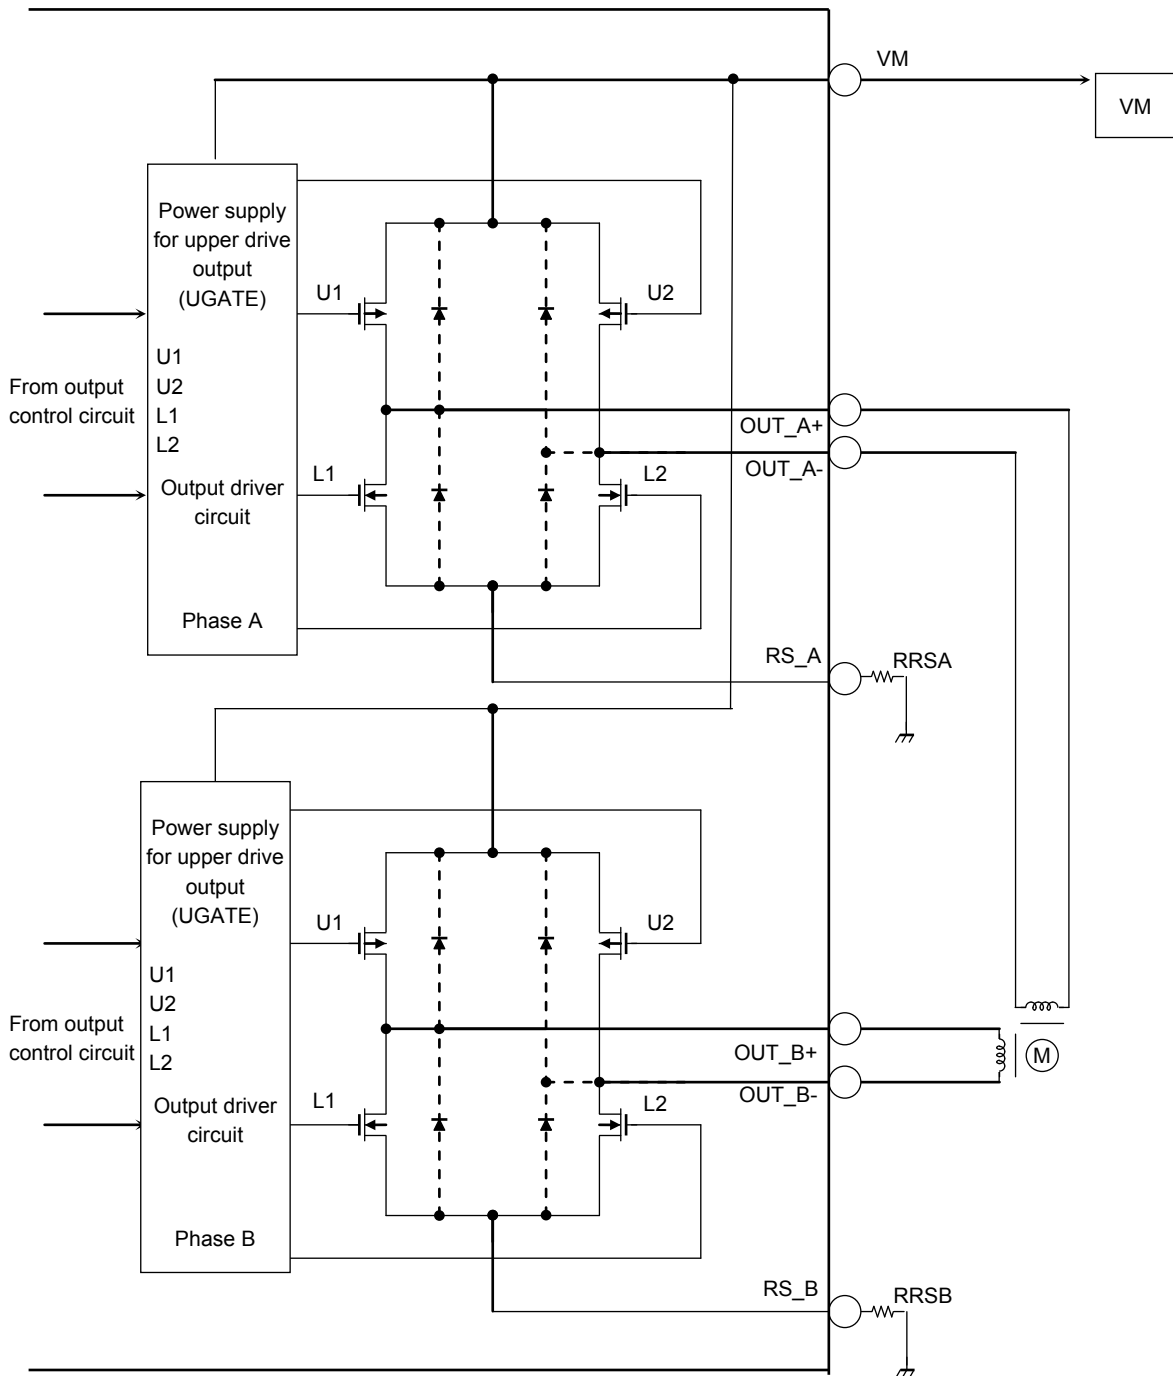 VM
VM
Power supply
for upper drive
output
(UGATE)
U1
U2
U1
U2
L1
L2
From output
control circuit
OUT_A+
OUT_A-
L1
L2
Output driver
circuit
Phase A
RS_A
RRSA
Power supply
for upper drive
output
(UGATE)
U1
U2
U1
U2
L1
L2
From output
control circuit
OUT_B+
M
OUT_B-
L1
L2
Output driver
circuit
Phase B
RS_B
RRSB